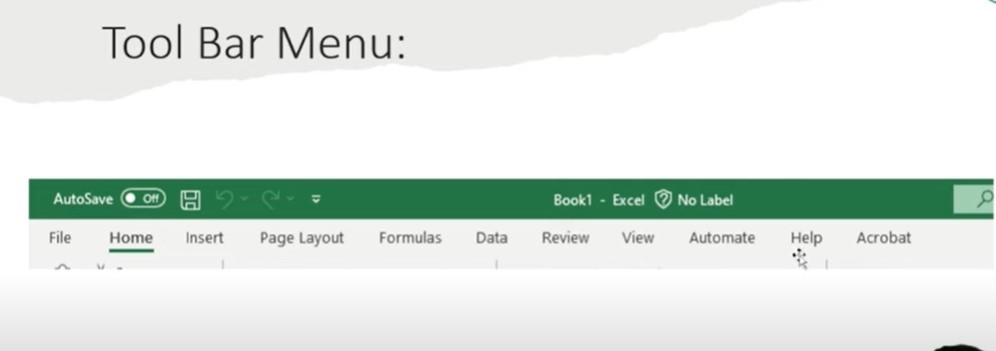 Tool Bar Menu:
AutoSave Off Book1 - Excel No Label
File Home Insert Page Layout Formulas Data Review View Automate Help Acrobat